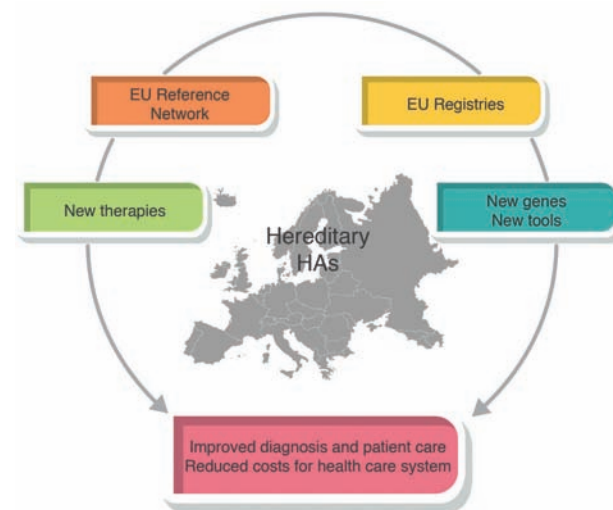 EU Reference
Network
EU Registries
New therapies
New genes
New tools
Hereditary
HAs
Improved diagnosis and patient care
Reduced costs for health care system